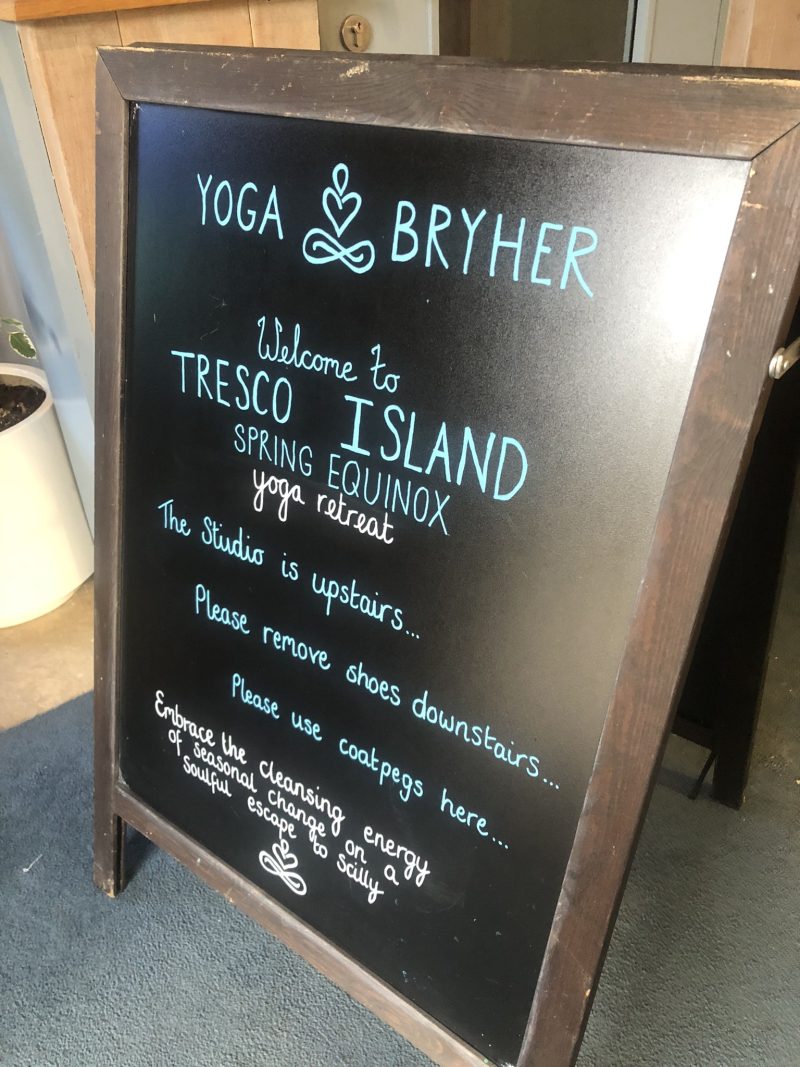 YOGA BRYHER
Welcome to
TRESCO ISLAND
SPRING EQUINOX
yoga retreat
The Studio is upstairs...
Please remove shoes downstairs...
Please use coatpegs here...
Embrace the cleansing energy
of seasonal change on a
soulful escape to Scilly